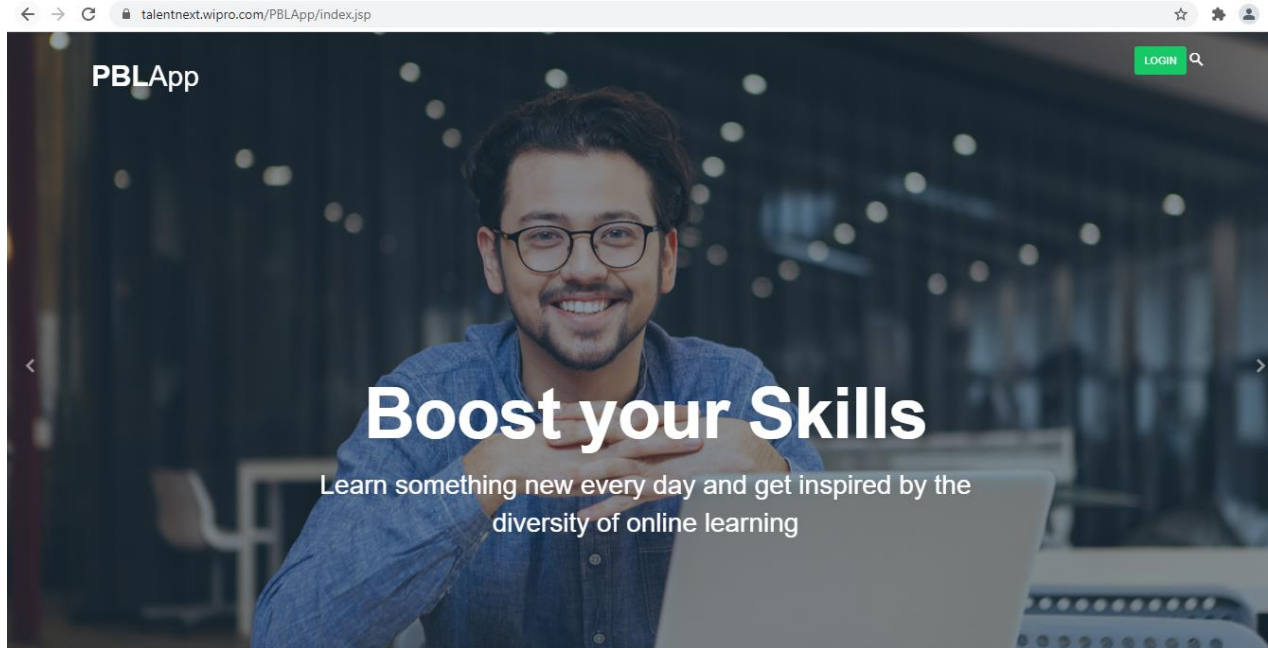 talentnext.wipro.com/PBLApp/index.jsp
PBLApp
LOGIN
Boost your Skills
Learn something new every day and get inspired by the
diversity of online learning